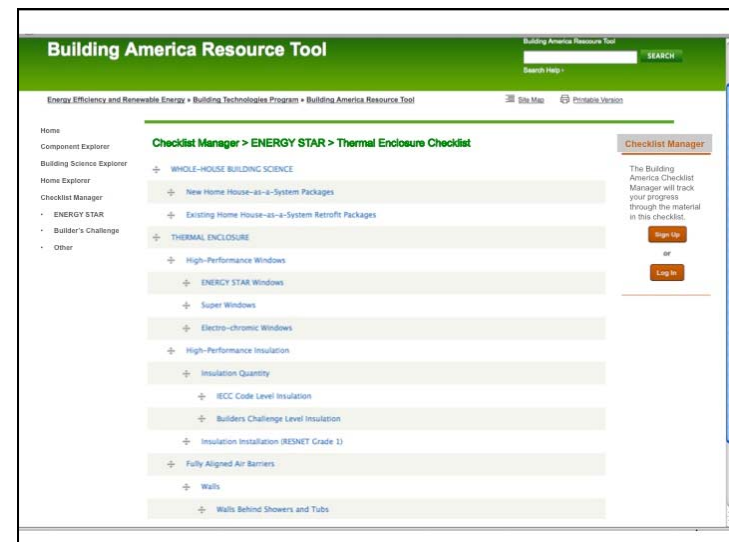 Building America Resource Tool
Building America Rescoure Tool
SEARCH
Search Help
Energy Efficiency and Renewable Energy » Building Technologies Program » Building America Resource Tool
Site Map
Printable Version
Home
Component Explorer
Building Science Explorer
Home Explorer
Checklist Manager
• ENERGY STAR
• Builder's Challenge
• Other
Checklist Manager > ENERGY STAR > Thermal Enclosure Checklist
WHOLE-HOUSE BUILDING SCIENCE
New Home House-as-a-System Packages
Existing Home House-as-a-System Retrofit Packages
THERMAL ENCLOSURE
High-Performance Windows
ENERGY STAR Windows
Super Windows
Electro-chromic Windows
High-Performance Insulation
Insulation Quantity
IECC Code Level Insulation
Builders Challenge Level Insulation
Insulation Installation (RESNET Grade 1)
Fully Aligned Air Barriers
Walls
Walls Behind Showers and Tubs
Checklist Manager
The Building
America Checklist
Manager will track
your progress
through the material
in this checklist.
Sign Up
or
Log In